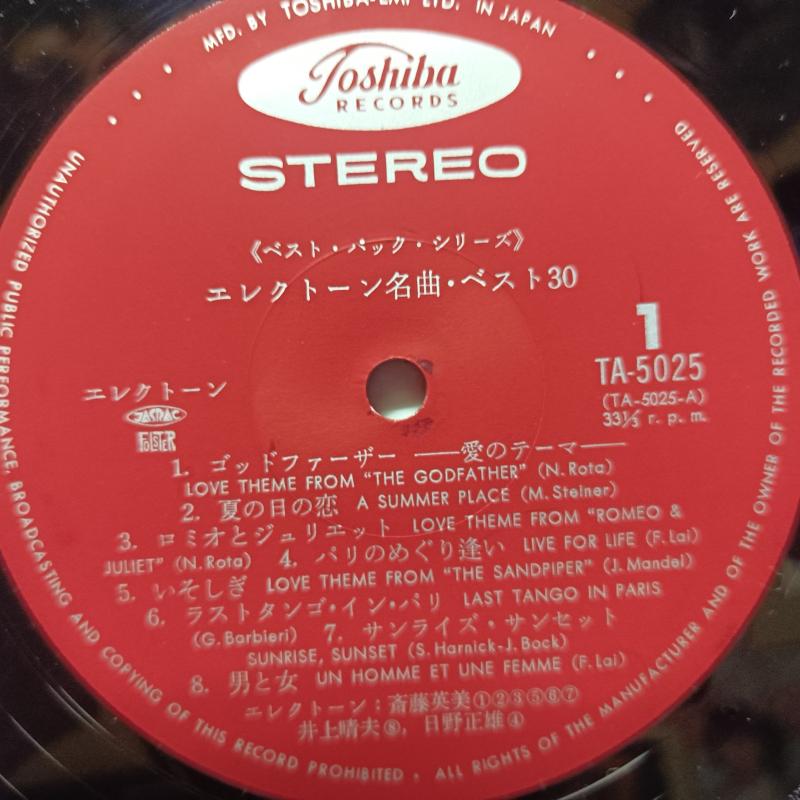 MFD. BY TOSHIBA-EMI LTD. IN JAPAN
Toshiba
RECORDS
STEREO
《ベスト・パック・シリーズ》
エレクトーン名曲・ベスト30
1
TA-5025
(TA-5025-A)
33⅓ r. p. m.
エレクトーン
JASRAC
FOLSTER
1. ゴッドファーザー ——愛のテーマ——
LOVE THEME FROM "THE GODFATHER" (N. Rota)
2. 夏の日の恋 A SUMMER PLACE (M. Steiner)
3. ロミオとジュリエット LOVE THEME FROM "ROMEO &
JULIET" (N. Rota) 4. パリのめぐり逢い LIVE FOR LIFE (F. Lai)
5. いそしぎ LOVE THEME FROM "THE SANDPIPER" (J. Mandel)
6. ラストタンゴ・イン・パリ LAST TANGO IN PARIS
(G. Barbieri) 7. サンライズ・サンセット
SUNRISE, SUNSET (S. Harnick-J. Bock)
8. 男と女 UN HOMME ET UNE FEMME (F. Lai)
エレクトーン：斎藤英美①②③⑤⑥⑦
井上晴夫⑧, 日野正雄④
UNAUTHORIZED PUBLIC PERFORMANCE, BROADCASTING AND COPYING OF THIS RECORD PROHIBITED . ALL RIGHTS OF THE MANUFACTURER AND OF THE OWNER OF THE RECORDED WORK ARE RESERVED